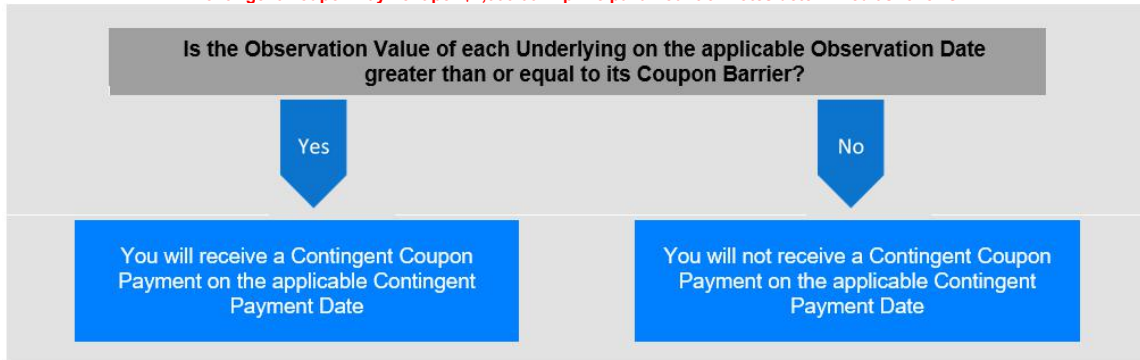 Is the Observation Value of each Underlying on the applicable Observation Date
greater than or equal to its Coupon Barrier?
Yes
No
You will receive a Contingent Coupon
Payment on the applicable Contingent
Payment Date
You will not receive a Contingent Coupon
Payment on the applicable Contingent
Payment Date